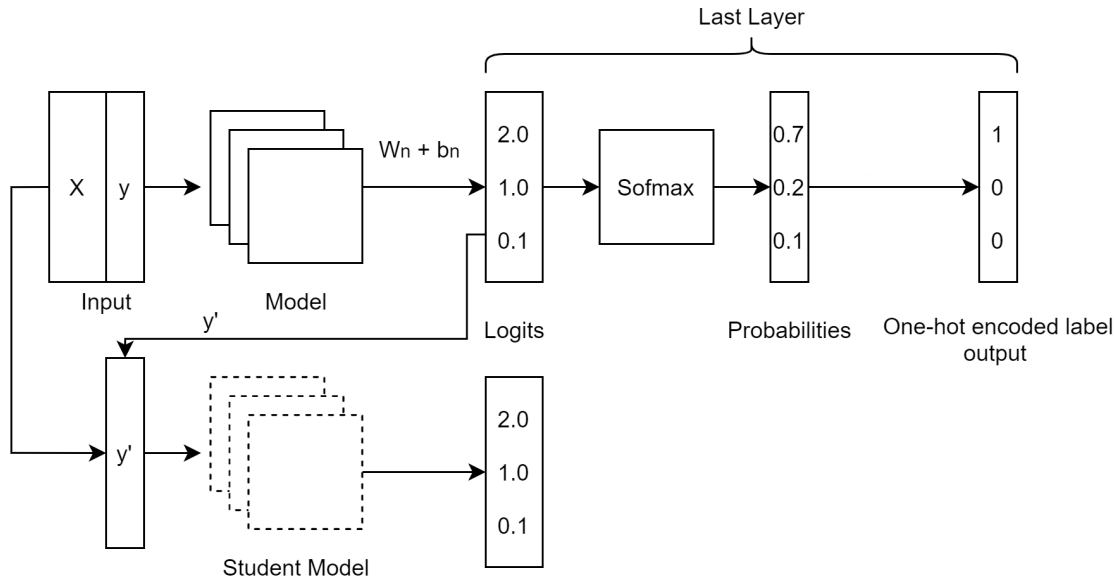 Last Layer
X
y
Wn + bn
2.0
1.0
0.1
Sofmax
0.7
0.2
0.1
1
0
0
Input
Model
Logits
Probabilities
One-hot encoded label
output
y'
y'
2.0
1.0
0.1
Student Model